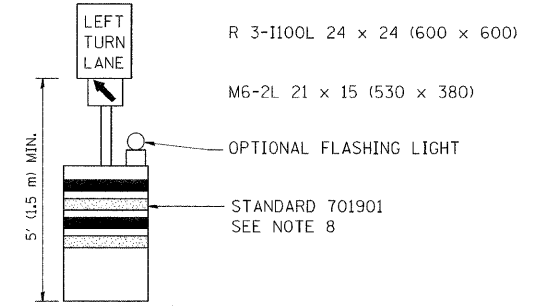 LEFT
TURN
LANE
R 3-I100L 24 x 24 (600 x 600)
M6-2L 21 x 15 (530 x 380)
OPTIONAL FLASHING LIGHT
STANDARD 701901
SEE NOTE 8
5' (1.5 m) MIN.